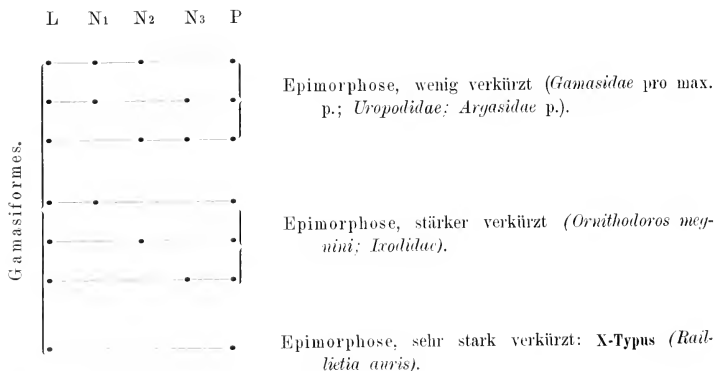 L N1 N2 N3 P
Gamasiformes.
Epimorphose, wenig verkürzt (Gamasidae pro max.
p.; Uropodidae; Argasidae p.).
Epimorphose, stärker verkürzt (Ornithodoros meg-
nini; Ixodidae).
Epimorphose, sehr stark verkürzt: X-Typus (Rail-
lietia auris).